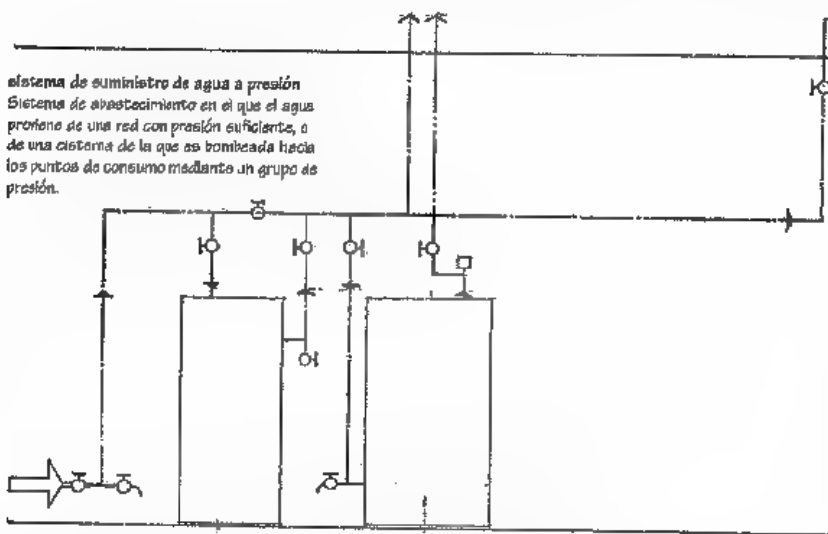 sistema de suministro de agua a presión
Sistema de abastecimiento en el que el agua
proviene de una red con presión suficiente, o
de una cisterna de la que es bombeada hacia
los puntos de consumo mediante un grupo de
presión.